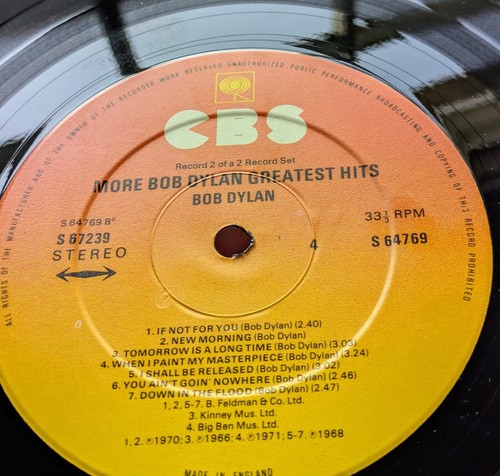 ALL RIGHTS OF THE MANUFACTURER AND OF THE OWNER OF THE RECORDED WORK RESERVED UNAUTHORIZED PUBLIC PERFORMANCE BROADCASTING AND COPYING OF THIS RECORD PROHIBITED
CBS
Record 2 of a 2 Record Set
MORE BOB DYLAN GREATEST HITS
BOB DYLAN
S 64769 B²
33⅓ RPM
S 67239
4
S 64769
STEREO
1. IF NOT FOR YOU (Bob Dylan) (2.40)
2. NEW MORNING (Bob Dylan)
3. TOMORROW IS A LONG TIME (Bob Dylan) (3.03)
4. WHEN I PAINT MY MASTERPIECE (Bob Dylan) (3.24)
5. I SHALL BE RELEASED (Bob Dylan) (3.02)
6. YOU AIN'T GOIN' NOWHERE (Bob Dylan) (2.46)
7. DOWN IN THE FLOOD (Bob Dylan) (2.47)
1, 2, 5-7. B. Feldman & Co. Ltd.
3. Kinney Mus. Ltd.
4. Big Ben Mus. Ltd.
1, 2. ℗1970; 3. ℗1966; 4. ℗1971; 5-7. ℗1968
MADE IN ENGLAND